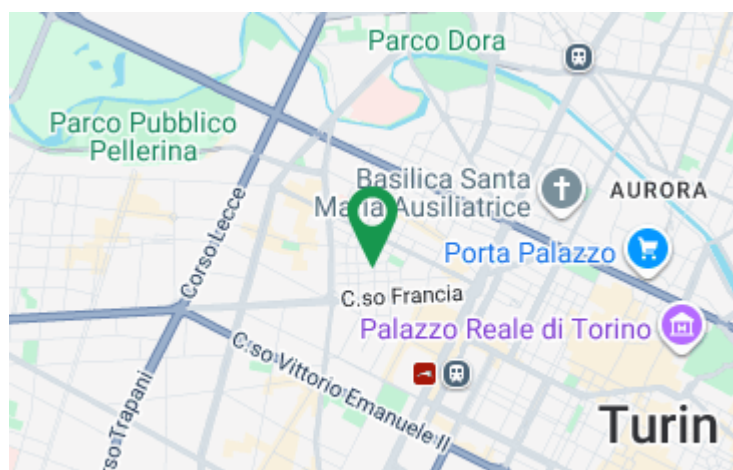 Parco Dora
Parco Pubblico
Pellerina
Basilica Santa
Maria Ausiliatrice
AURORA
Corso Lecce
Porta Palazzo
C.so Francia
Palazzo Reale di Torino
C.so Vittorio Emanuele II
so Trapani
Turin